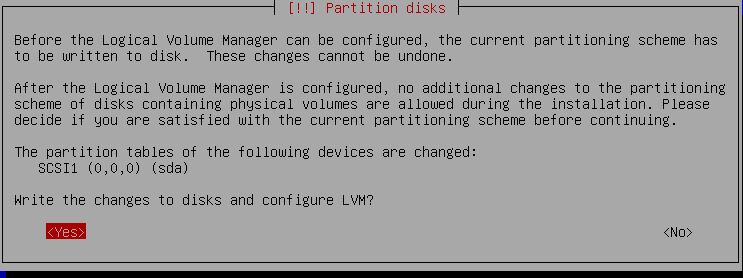 [!!] Partition disks
Before the Logical Volume Manager can be configured, the current partitioning scheme has
to be written to disk.  These changes cannot be undone.
After the Logical Volume Manager is configured, no additional changes to the partitioning
scheme of disks containing physical volumes are allowed during the installation. Please
decide if you are satisfied with the current partitioning scheme before continuing.
The partition tables of the following devices are changed:
SCSI1 (0,0,0) (sda)
Write the changes to disks and configure LVM?
<Yes> <No>